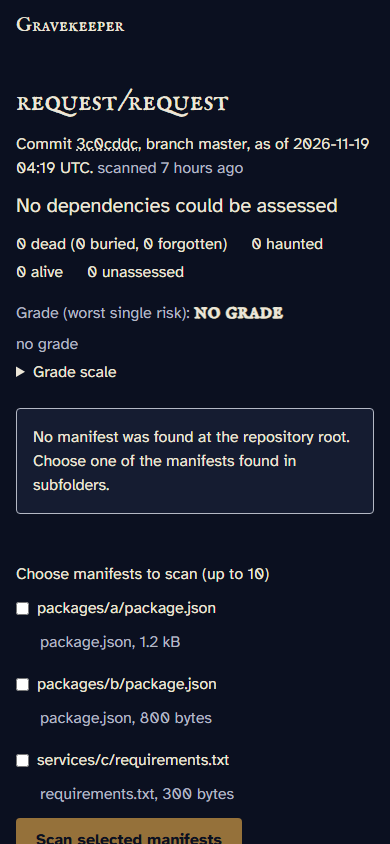 Gravekeeper
request/request
Commit 3c0cddc, branch master, as of 2026-11-19
04:19 UTC. scanned 7 hours ago
No dependencies could be assessed
0 dead (0 buried, 0 forgotten) 0 haunted
0 alive 0 unassessed
Grade (worst single risk): NO GRADE
no grade
Grade scale
No manifest was found at the repository root.
Choose one of the manifests found in
subfolders.
Choose manifests to scan (up to 10)
packages/a/package.json
package.json, 1.2 kB
packages/b/package.json
package.json, 800 bytes
services/c/requirements.txt
requirements.txt, 300 bytes
Scan selected manifests